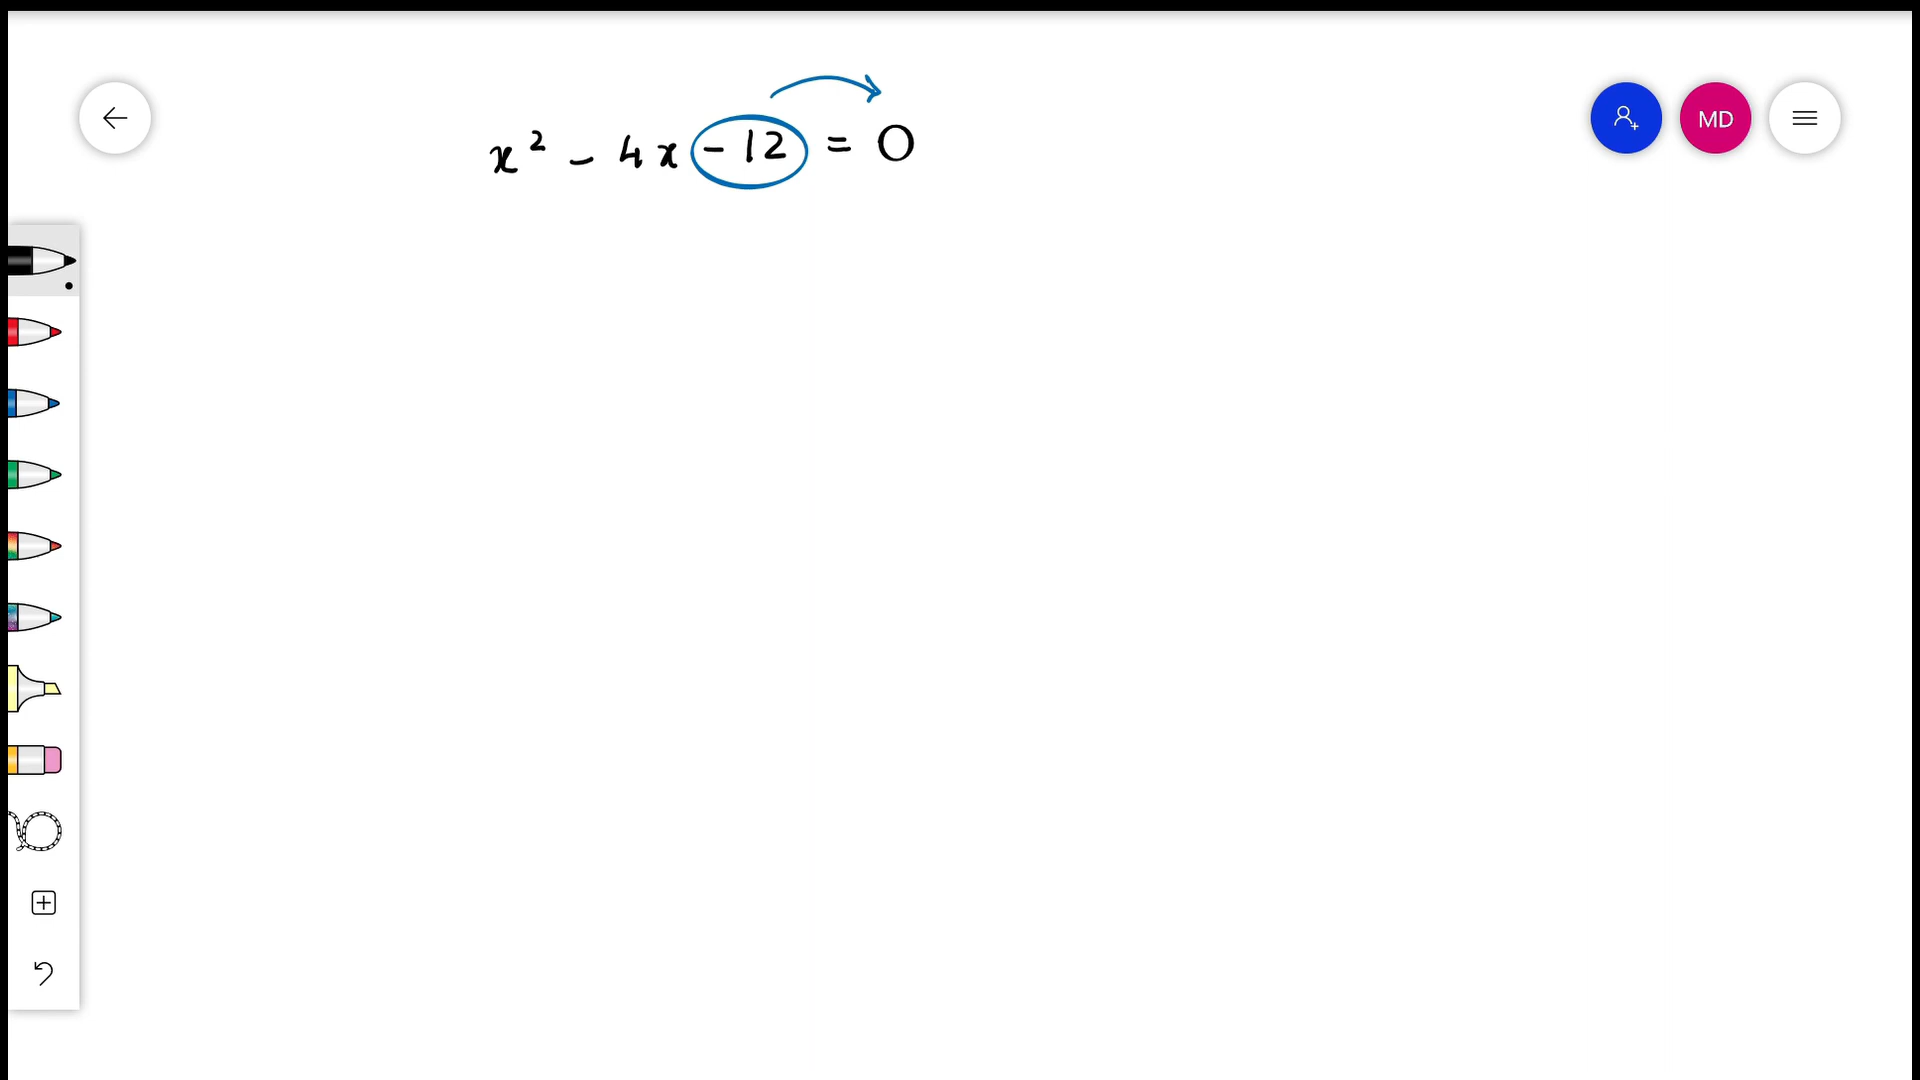 x² - 4x - 12 = 0
MD